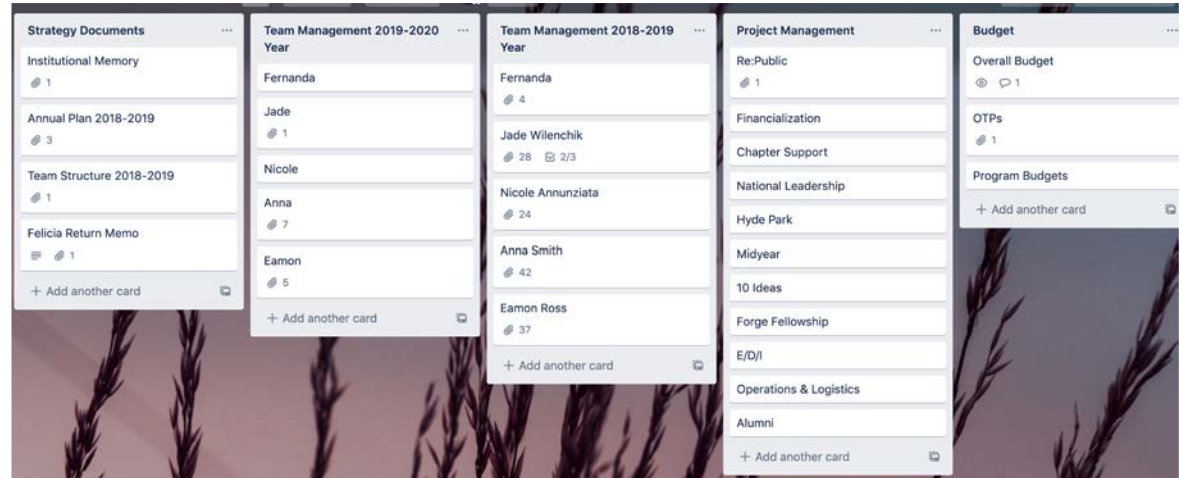 Strategy Documents
Institutional Memory
1
Annual Plan 2018-2019
3
Team Structure 2018-2019
1
Felicia Return Memo
1
+ Add another card
Team Management 2019-2020
Year
Fernanda
Jade
1
Nicole
Anna
7
Eamon
5
+ Add another card
Team Management 2018-2019
Year
Fernanda
4
Jade Wilenchik
28 2/3
Nicole Annunziata
24
Anna Smith
42
Eamon Ross
37
+ Add another card
Project Management
Re:Public
1
Financialization
Chapter Support
National Leadership
Hyde Park
Midyear
10 Ideas
Forge Fellowship
E/D/I
Operations & Logistics
Alumni
+ Add another card
Budget
Overall Budget
1
OTPs
1
Program Budgets
+ Add another card